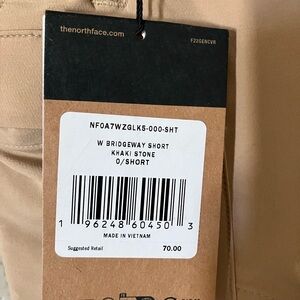 thenorthface.com
F22GENCVR
NF0A7WZGLK5-000-SHT
W BRIDGEWAY SHORT
KHAKI STONE
0/SHORT
1 96248 60450 3
MADE IN VIETNAM
Suggested Retail 70.00